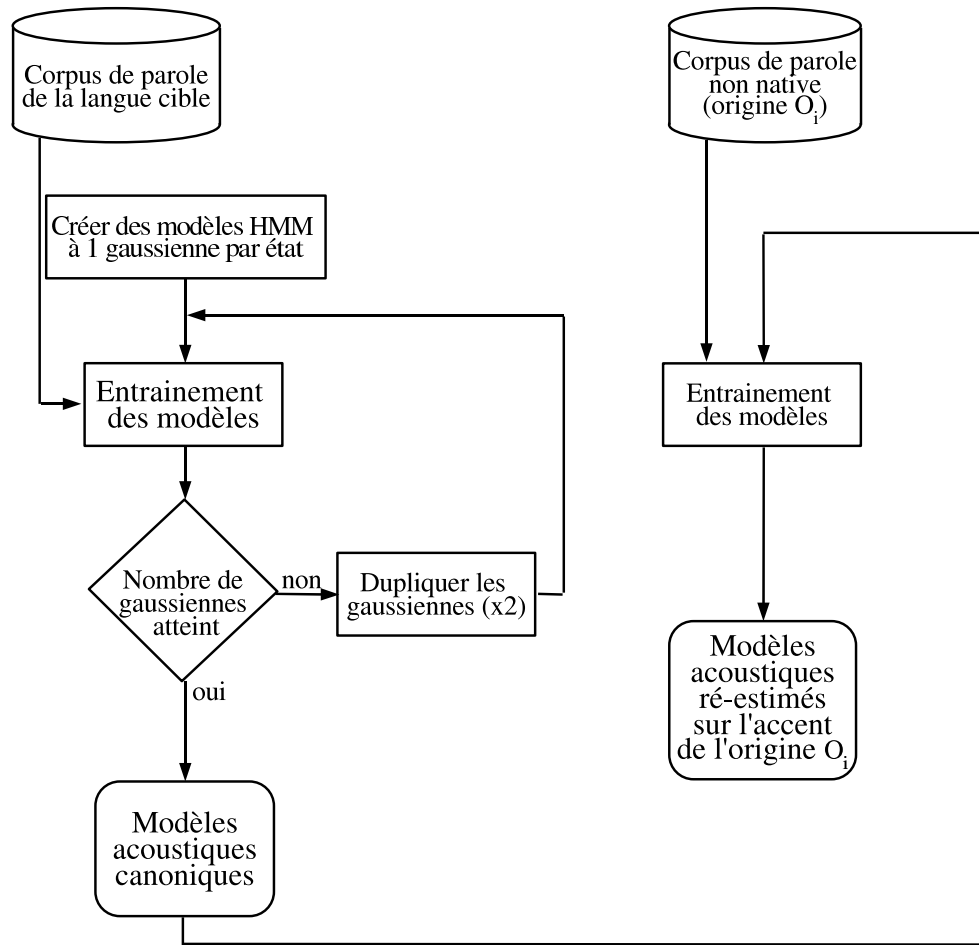 Corpus de parole
de la langue cible
Créer des modèles HMM
à 1 gaussienne par état
Entrainement
des modèles
Nombre de
gaussiennes
atteint
non
Dupliquer les
gaussiennes (x2)
oui
Modèles
acoustiques
canoniques
Corpus de parole
non native
(origine Oi)
Entrainement
des modèles
Modèles
acoustiques
ré-estimés
sur l'accent
de l'origine Oi